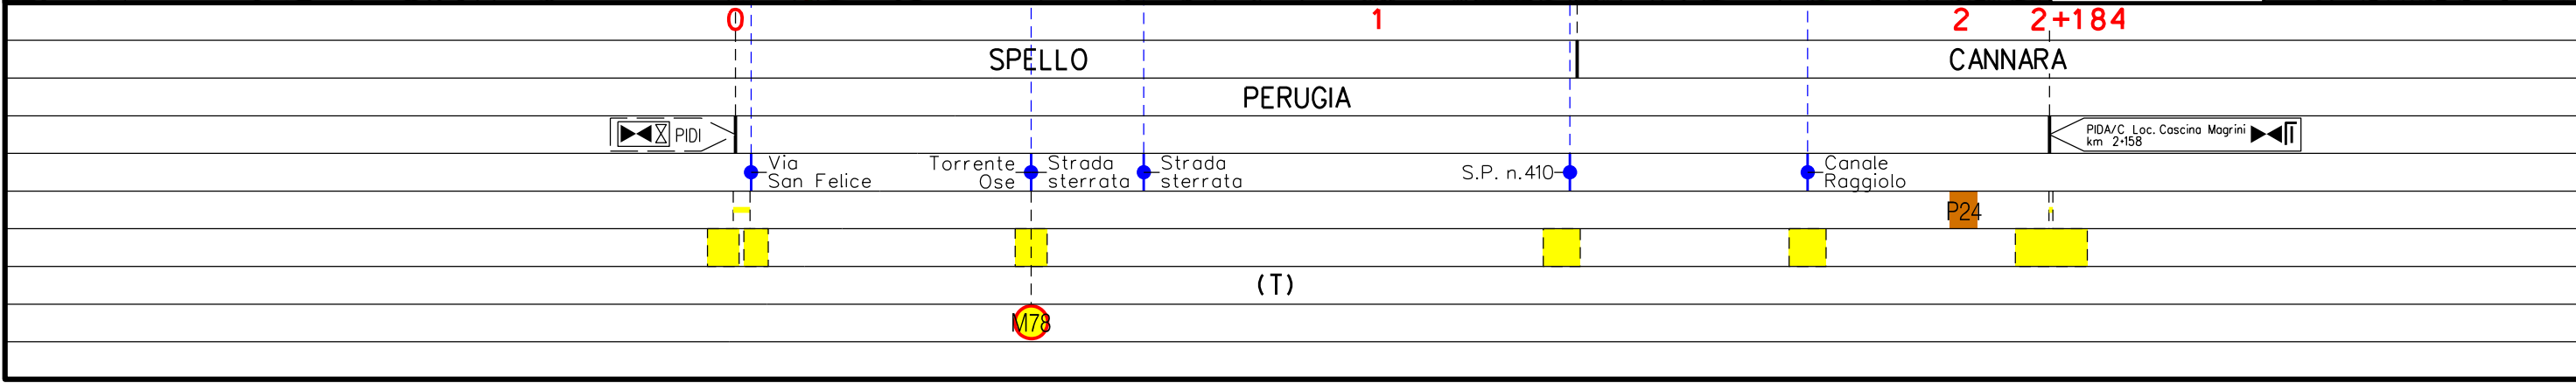 0 1 2 2+184
SPELLO CANNARA
PERUGIA
PIDI
PIDA/C Loc. Cascina Magrini
km 2+158
Via
San Felice
Torrente
Ose
Strada
sterrata
Strada
sterrata
S.P. n.410
Canale
Raggiolo
P24
(T)
M78